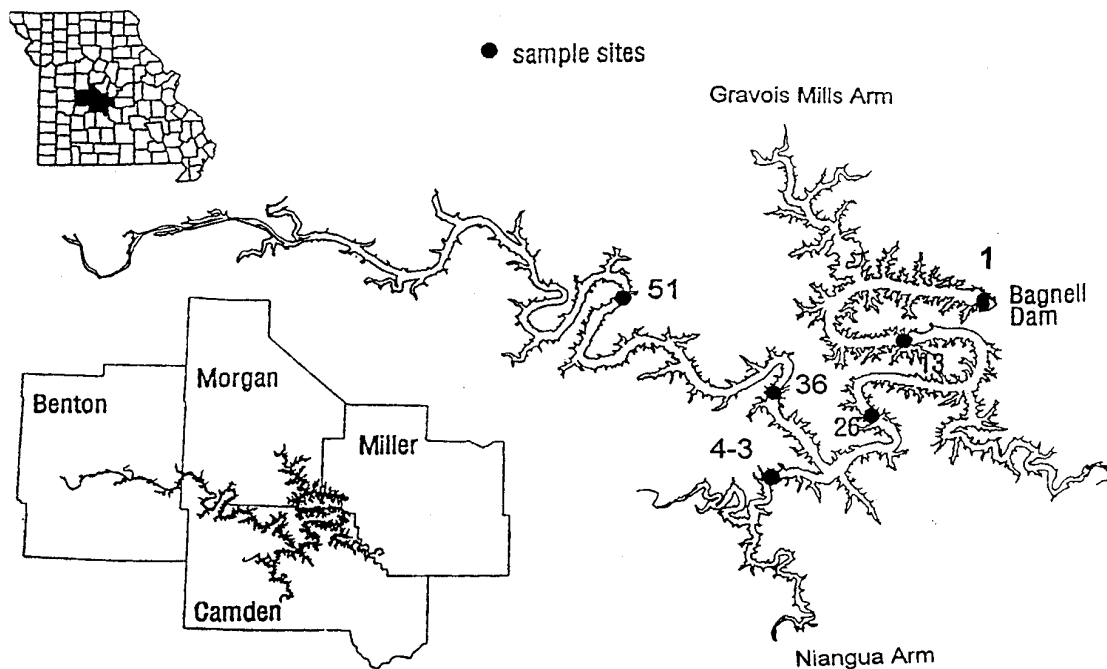 sample sites
Gravois Mills Arm
1
Bagnell
Dam
51
13
36
26
4-3
Morgan
Benton
Miller
Camden
Niangua Arm